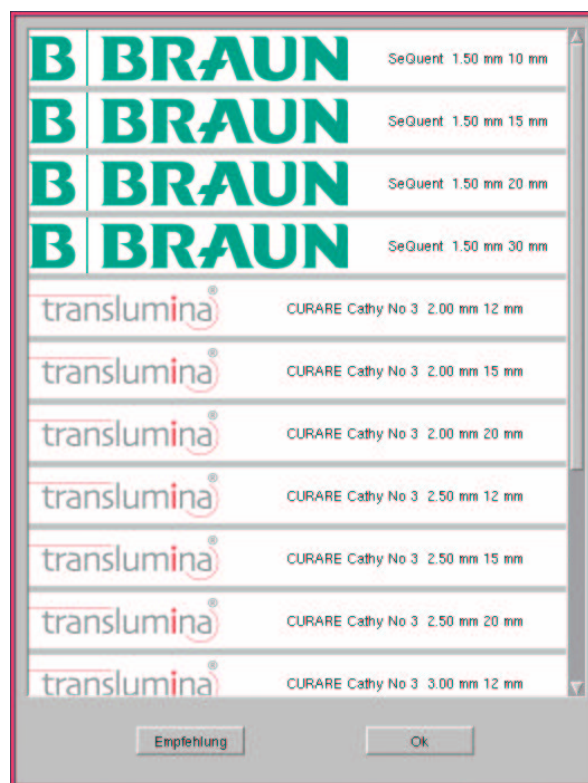 B BRAUN SeQuent 1.50 mm 10 mm
B BRAUN SeQuent 1.50 mm 15 mm
B BRAUN SeQuent 1.50 mm 20 mm
B BRAUN SeQuent 1.50 mm 30 mm
translumina® CURARE Cathy No 3 2.00 mm 12 mm
translumina® CURARE Cathy No 3 2.00 mm 15 mm
translumina® CURARE Cathy No 3 2.00 mm 20 mm
translumina® CURARE Cathy No 3 2.50 mm 12 mm
translumina® CURARE Cathy No 3 2.50 mm 15 mm
translumina® CURARE Cathy No 3 2.50 mm 20 mm
translumina® CURARE Cathy No 3 3.00 mm 12 mm
Empfehlung Ok